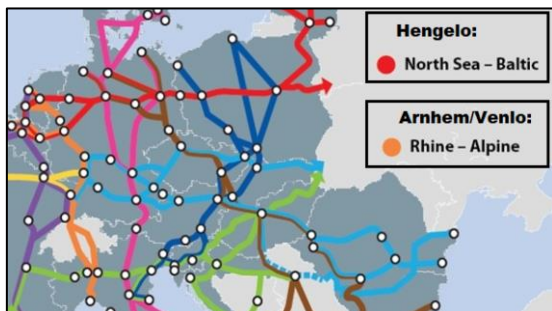 Hengelo:
North Sea – Baltic
Arnhem/Venlo:
Rhine – Alpine